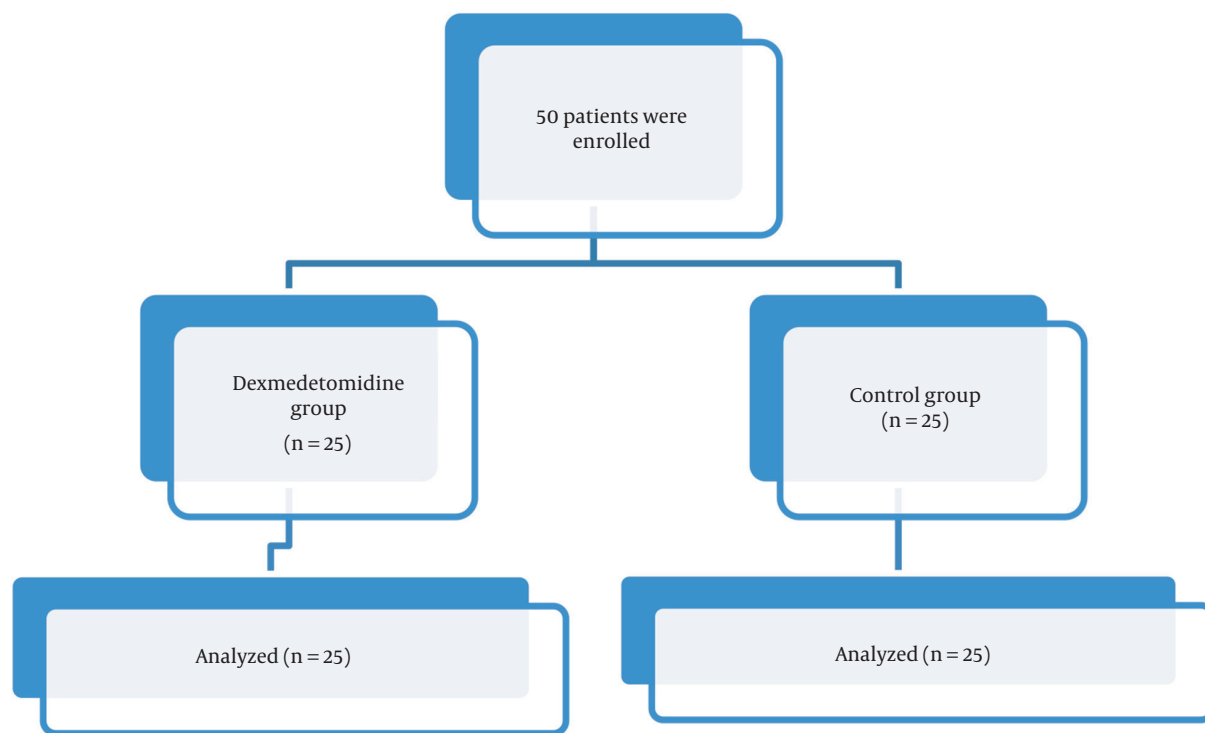 50 patients were
enrolled
Dexmedetomidine
group
(n = 25)
Control group
(n = 25)
Analyzed (n = 25)
Analyzed (n = 25)